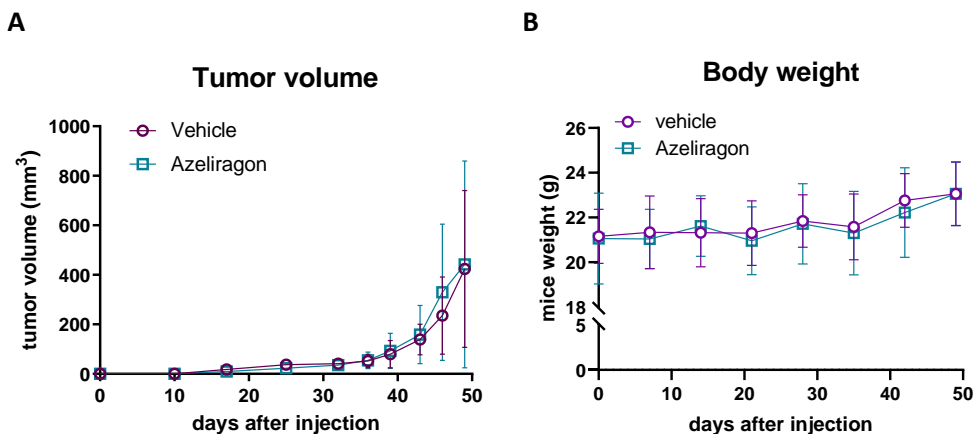 A
Tumor volume
Vehicle
Azeliragon
1000
800
600
400
200
0
tumor volume (mm³)
0 10 20 30 40 50
days after injection
B
Body weight
vehicle
Azeliragon
26
24
22
20
18
5
0
mice weight (g)
0 10 20 30 40 50
days after injection